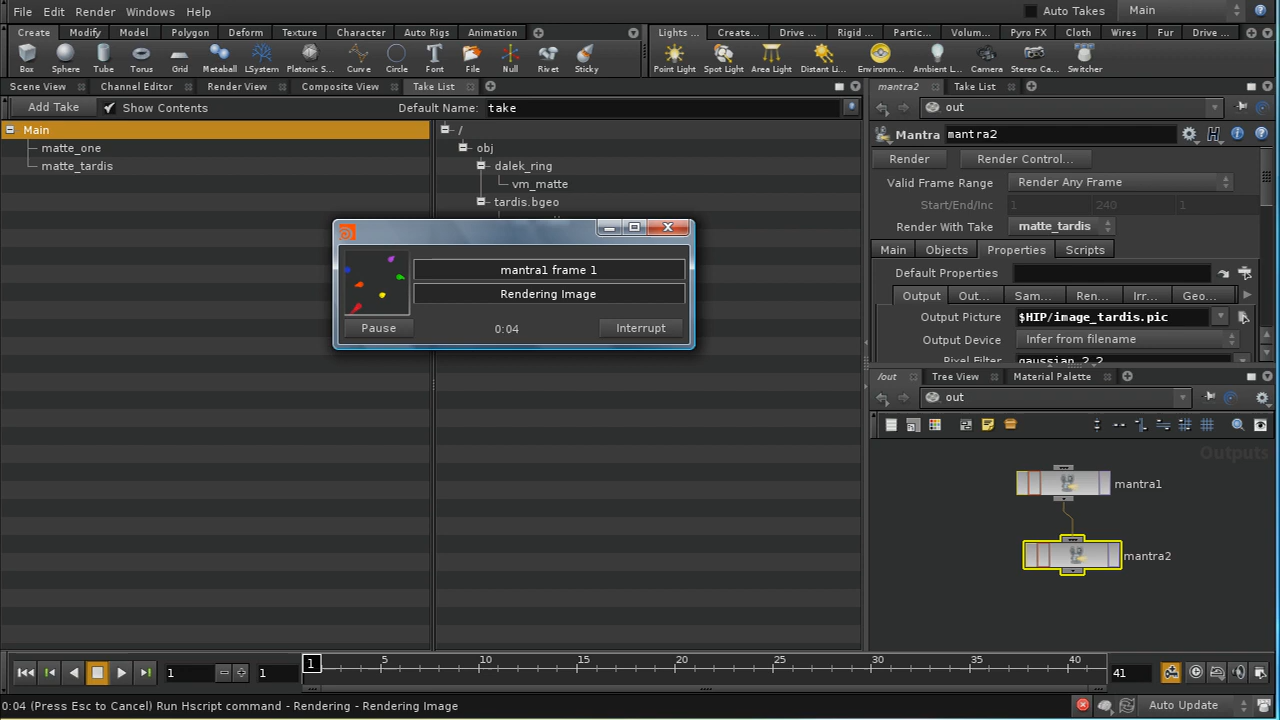 File Edit Render Windows Help
Auto Takes Main
Create Modify Model Polygon Deform Texture Character Auto Rigs Animation
Lights ... Create... Drive ... Rigid ... Partic... Volum... Pyro FX Cloth Wires Fur Drive ...
Box Sphere Tube Torus Grid Metaball LSystem Platonic S... Curve Circle Font File Null Rivet Sticky
Point Light Spot Light Area Light Distant Li... Environm... Ambient L... Camera Stereo Ca... Switcher
Scene View Channel Editor Render View Composite View Take List
mantra2 Take List
Add Take Show Contents Default Name: take
out
Main
matte_one
matte_tardis
/
obj
dalek_ring
vm_matte
tardis.bgeo
Mantra mantra2
Render Render Control...
Valid Frame Range Render Any Frame
Start/End/Inc 1 240 1
Render With Take matte_tardis
Main Objects Properties Scripts
Default Properties
Output Out... Sam... Ren... Irr... Geo...
Output Picture $HIP/image_tardis.pic
Output Device Infer from filename
Pixel Filter gaussian 2 2
mantra1 frame 1
Rendering Image
Pause 0:04 Interrupt
/out Tree View Material Palette
out
Outputs
mantra1
mantra2
1 1 1 5 10 15 20 25 30 35 40 41
0:04 (Press Esc to Cancel) Run Hscript command - Rendering - Rendering Image
Auto Update